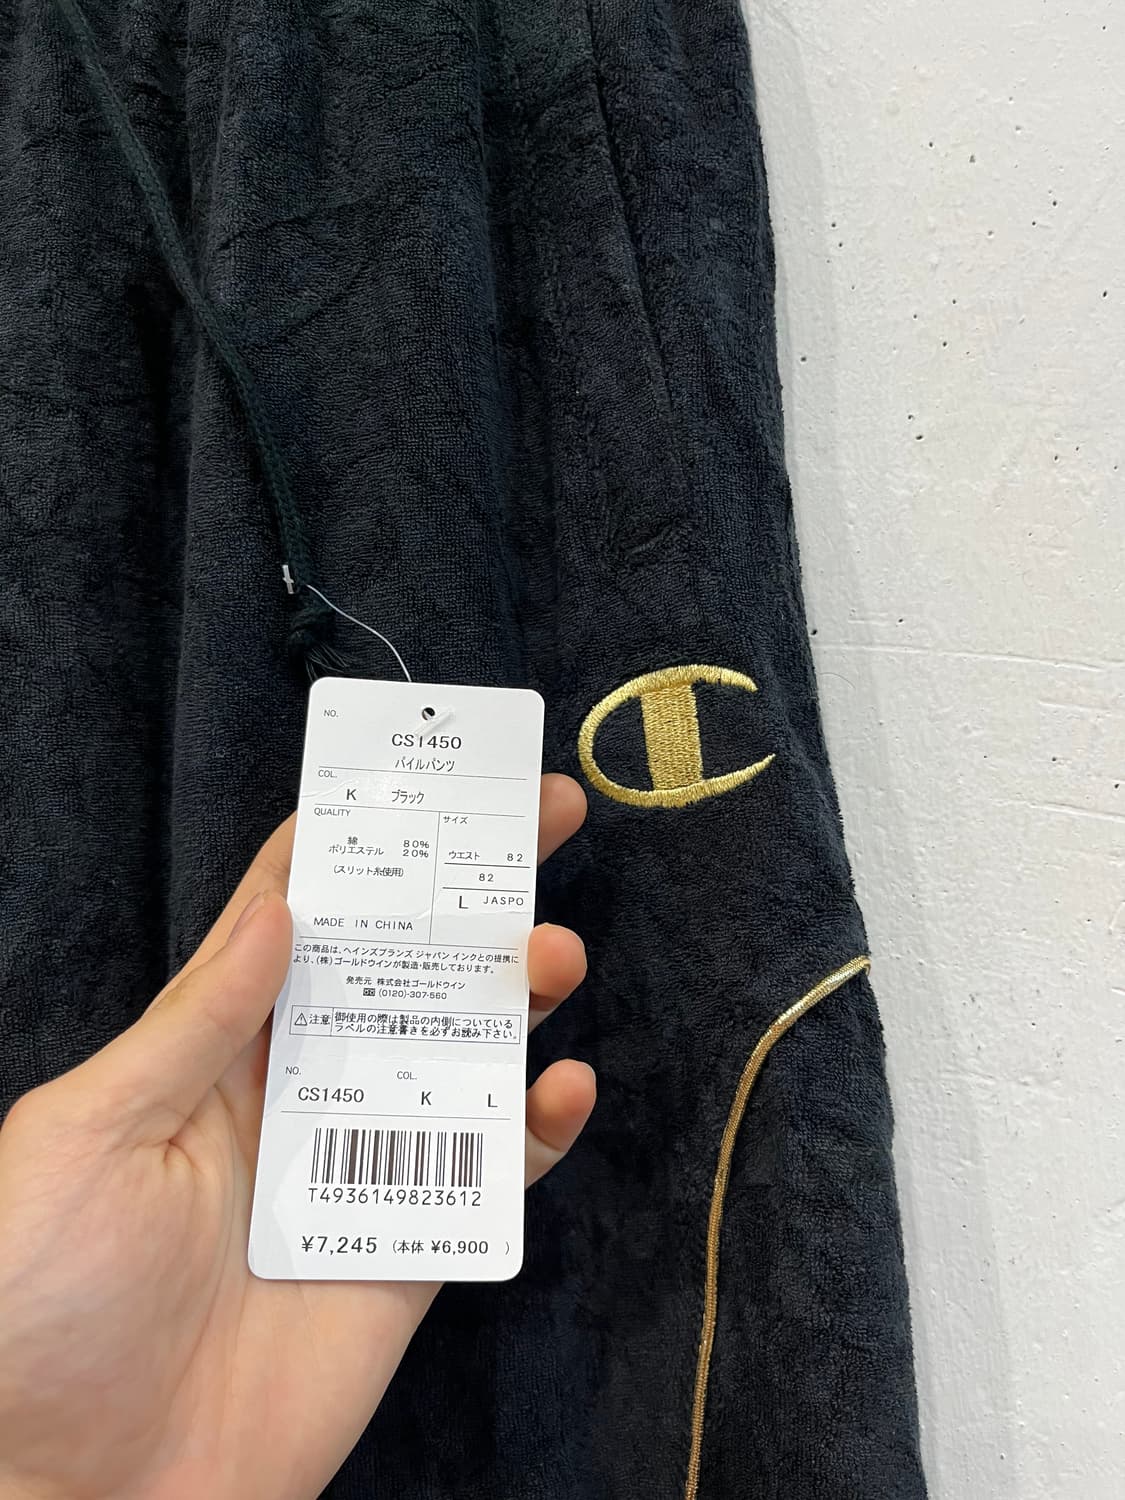 NO.
CS1450
パイルパンツ
COL.
K ブラック
QUALITY
綿 80%
ポリエステル 20%
(スリット糸使用)
MADE IN CHINA
サイズ
ウエスト 82
82
L JASPO
この商品は、ヘインズブランズ ジャパン インクとの提携に
より、(株)ゴールドウインが製造・販売しております。
発売元 株式会社ゴールドウイン
(0120)-307-560
注意 御使用の際は製品の内側についている
ラベルの注意書きを必ずお読み下さい。
NO. COL.
CS1450 K L
T4936149823612
¥7,245 (本体 ¥6,900 )